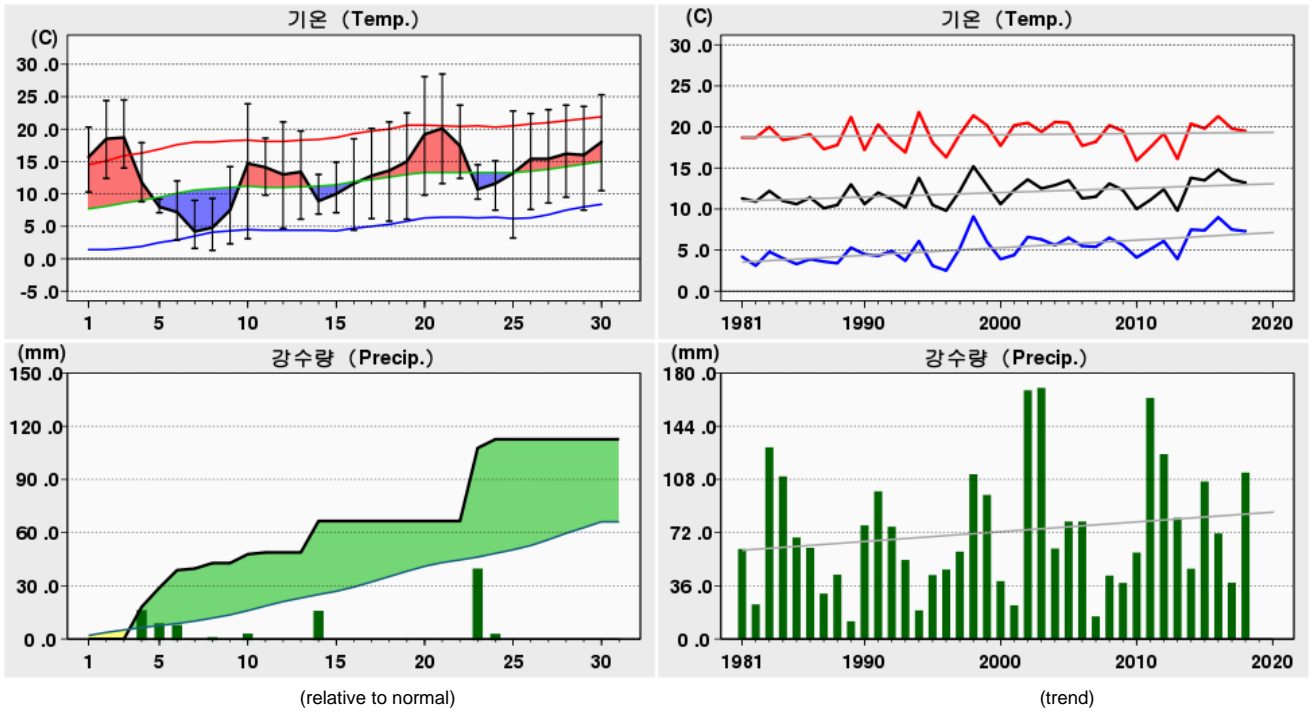 기온 (Temp.)
(C)
30 .0
25 .0
20 .0
15 .0
10 .0
5 .0
0 .0
-5 .0
1 5 10 15 20 25 30
기온 (Temp.)
(C)
30 .0
25 .0
20 .0
15 .0
10 .0
5 .0
0 .0
1981 1990 2000 2010 2020
강수량 (Precip.)
(mm)
150 .0
120 .0
90 .0
60 .0
30 .0
0 .0
1 5 10 15 20 25 30
(relative to normal)
강수량 (Precip.)
(mm)
180 .0
144 .0
108 .0
72 .0
36 .0
0 .0
1981 1990 2000 2010 2020
(trend)